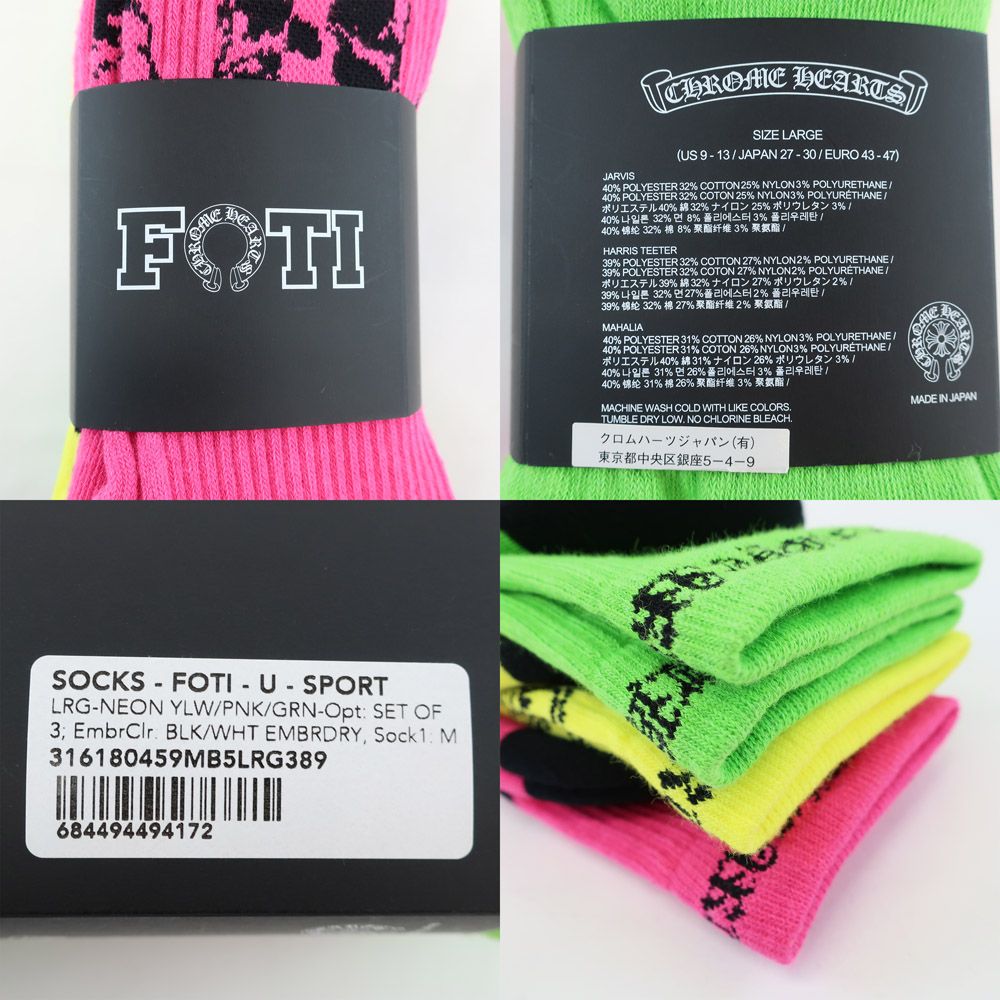 FOTI
CHROME HEARTS
CHROME HEARTS
SIZE LARGE
(US 9 - 13 / JAPAN 27 - 30 / EURO 43 - 47)
JARVIS
40% POLYESTER 32% COTTON 25% NYLON 3% POLYURETHANE /
40% POLYESTER 32% COTON 25% NYLON 3% POLYURÉTHANE /
ポリエステル 40% 綿 32% ナイロン 25% ポリウレタン 3% /
40% 나일론 32% 면 8% 폴리에스터 3% 폴리우레탄 /
40% 锦纶 32% 棉 8% 聚酯纤维 3% 聚氨酯 /
HARRIS TEETER
39% POLYESTER 32% COTTON 27% NYLON 2% POLYURETHANE /
39% POLYESTER 32% COTON 27% NYLON 2% POLYURÉTHANE /
ポリエステル 39% 綿 32% ナイロン 27% ポリウレタン 2% /
39% 나일론 32% 면 27% 폴리에스터 2% 폴리우레탄 /
39% 锦纶 32% 棉 27% 聚酯纤维 2% 聚氨酯 /
MAHALIA
40% POLYESTER 31% COTTON 26% NYLON 3% POLYURETHANE /
40% POLYESTER 31% COTON 26% NYLON 3% POLYURÉTHANE /
ポリエステル 40% 綿 31% ナイロン 26% ポリウレタン 3% /
40% 나일론 31% 면 26% 폴리에스터 3% 폴리우레탄 /
40% 锦纶 31% 棉 26% 聚酯纤维 3% 聚氨酯 /
CHROME HEARTS
MADE IN JAPAN
MACHINE WASH COLD WITH LIKE COLORS.
TUMBLE DRY LOW. NO CHLORINE BLEACH.
クロムハーツジャパン(有)
東京都中央区銀座5-4-9
SOCKS - FOTI - U - SPORT
LRG-NEON YLW/PNK/GRN-Opt: SET OF
3; EmbrClr: BLK/WHT EMBRDRY, Sock1: M
316180459MB5LRG389
684494494172